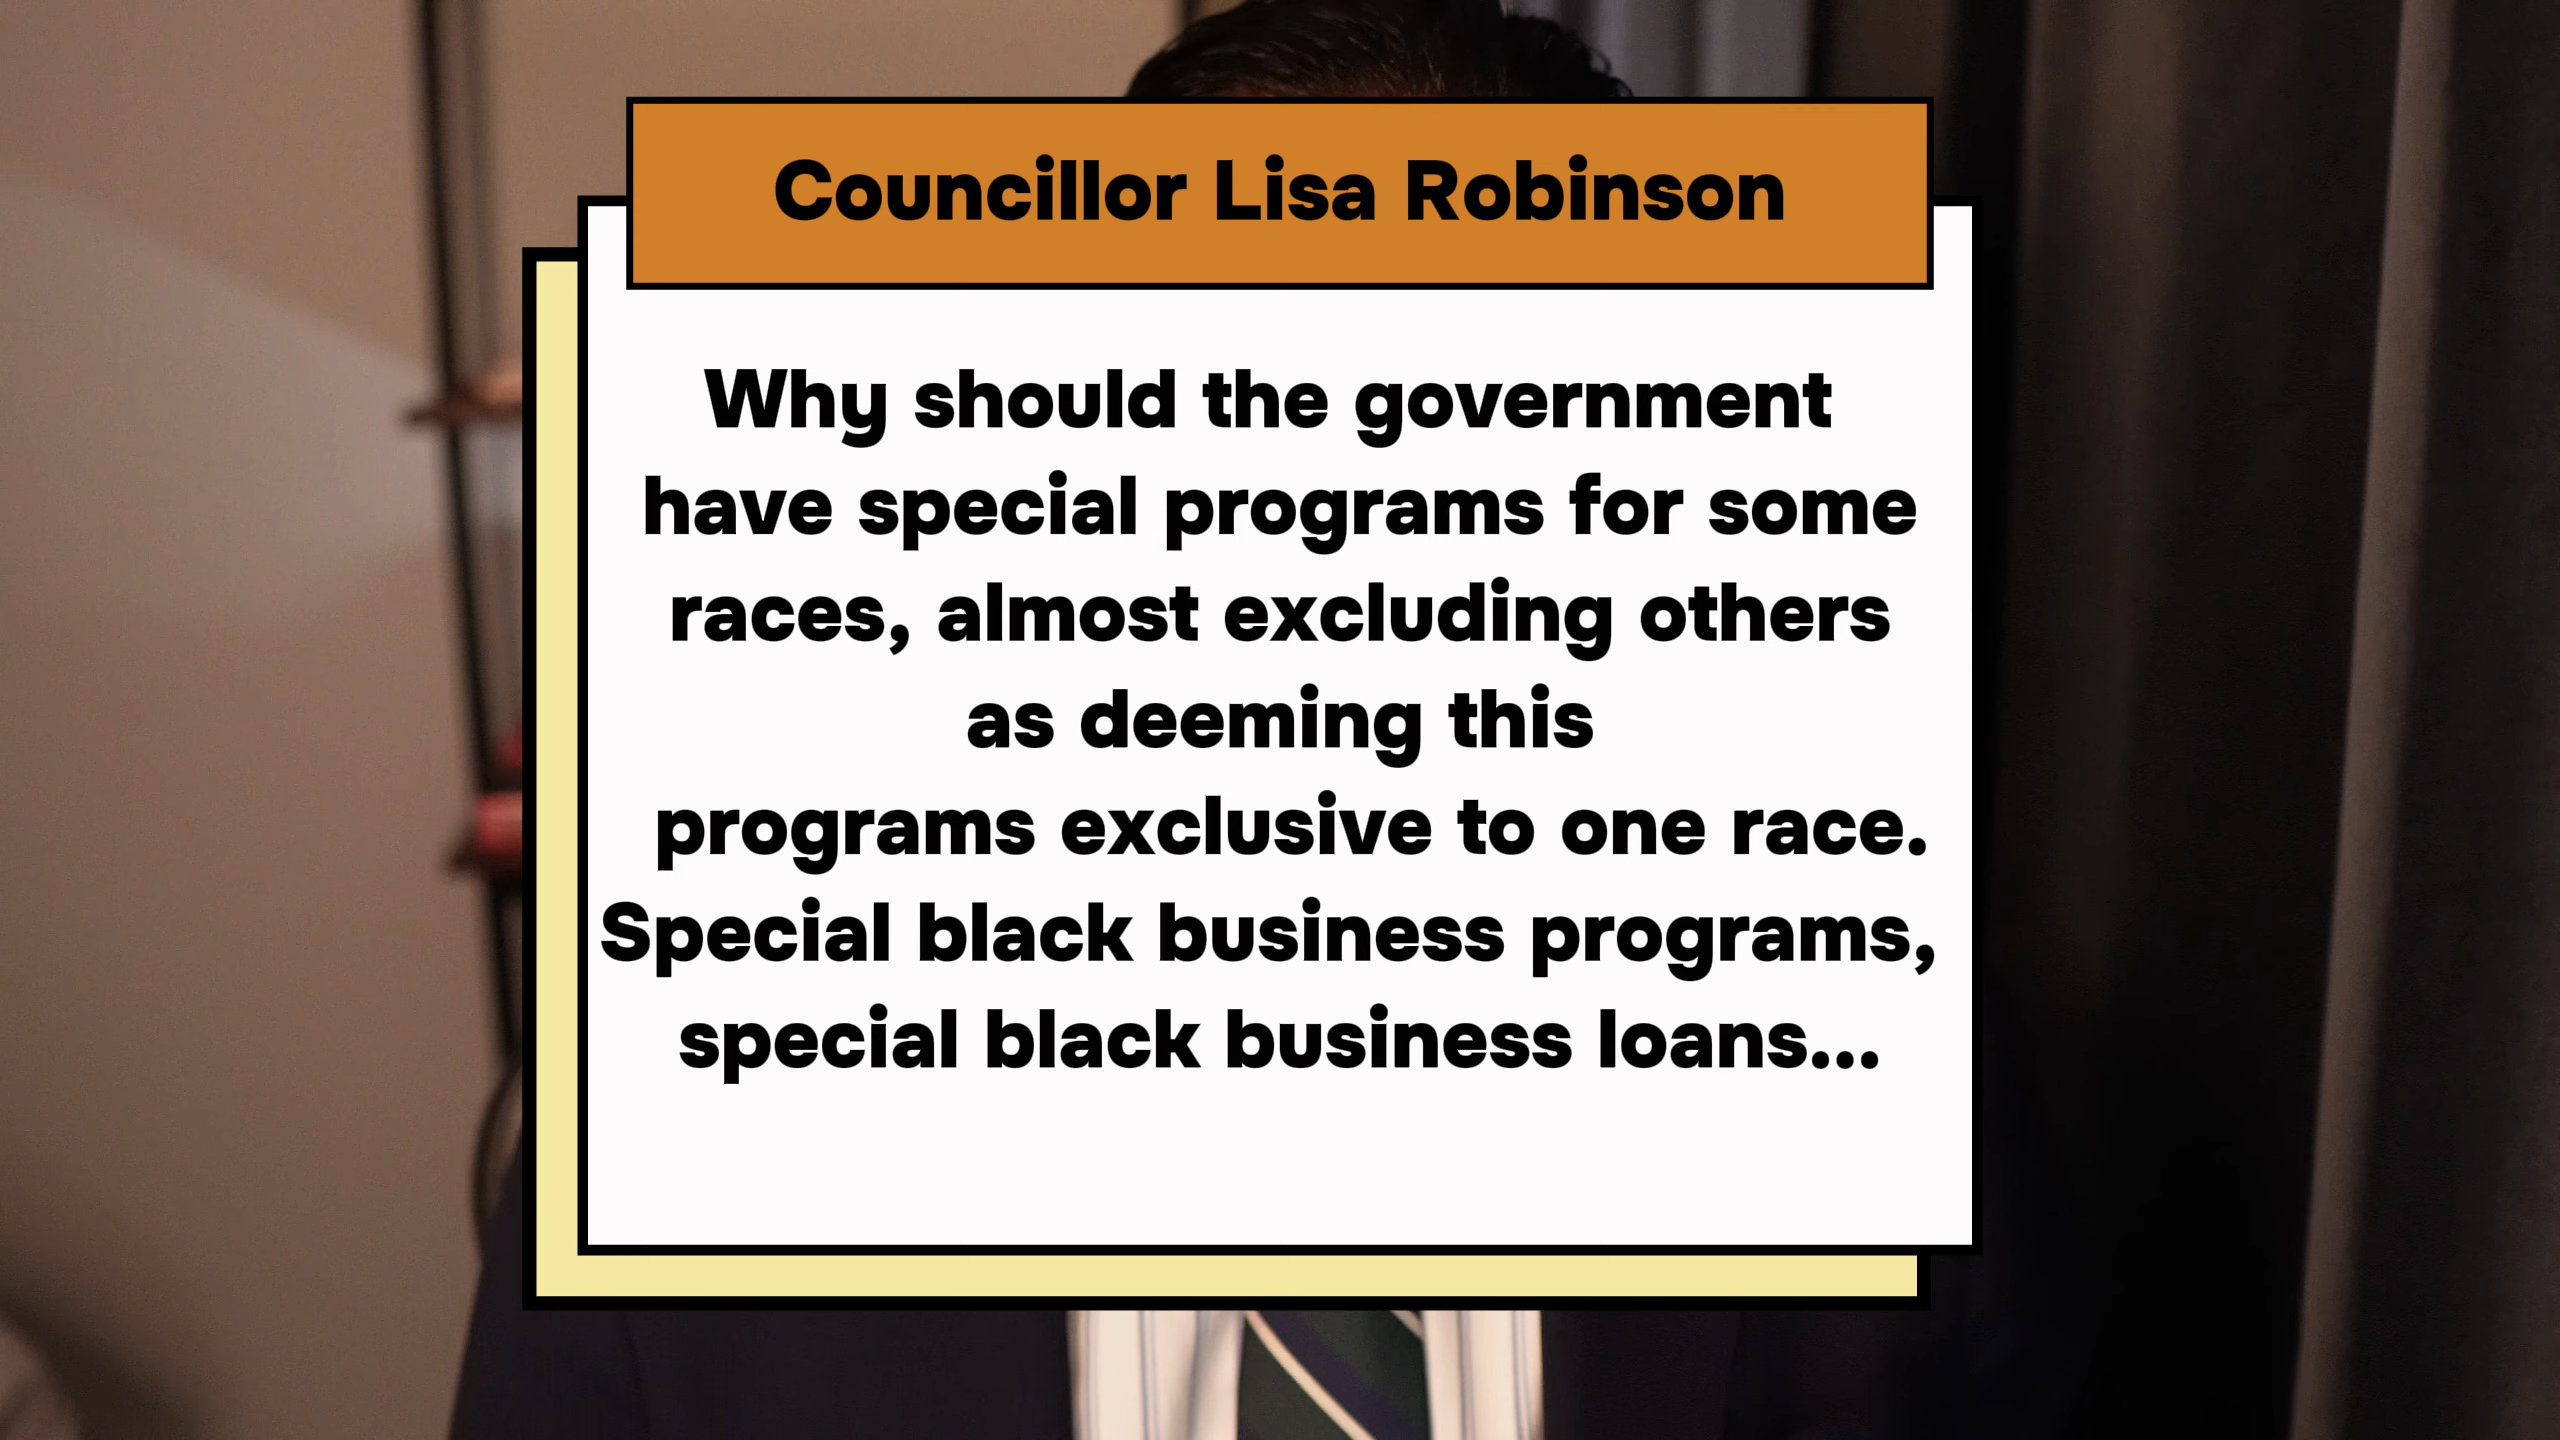 Councillor Lisa Robinson
Why should the government
have special programs for some
races, almost excluding others
as deeming this
programs exclusive to one race.
Special black business programs,
special black business loans...